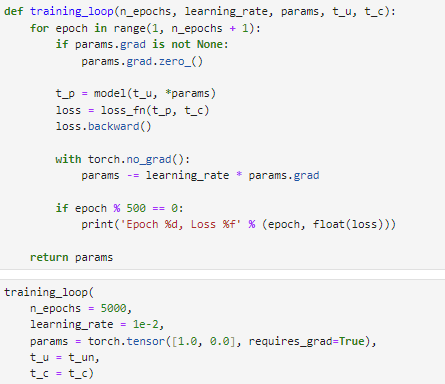 def training_loop(n_epochs, learning_rate, params, t_u, t_c):
    for epoch in range(1, n_epochs + 1):
        if params.grad is not None:
            params.grad.zero_()

        t_p = model(t_u, *params)
        loss = loss_fn(t_p, t_c)
        loss.backward()

        with torch.no_grad():
            params -= learning_rate * params.grad

        if epoch % 500 == 0:
            print('Epoch %d, Loss %f' % (epoch, float(loss)))

    return params

training_loop(
    n_epochs = 5000,
    learning_rate = 1e-2,
    params = torch.tensor([1.0, 0.0], requires_grad=True),
    t_u = t_un,
    t_c = t_c)